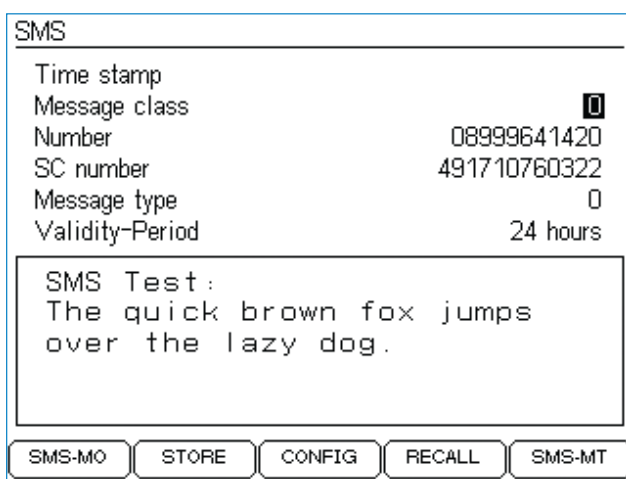 SMS
Time stamp
Message class 0
Number 08999641420
SC number 491710760322
Message type 0
Validity-Period 24 hours
SMS Test:
The quick brown fox jumps
over the lazy dog.
SMS-MO STORE CONFIG RECALL SMS-MT